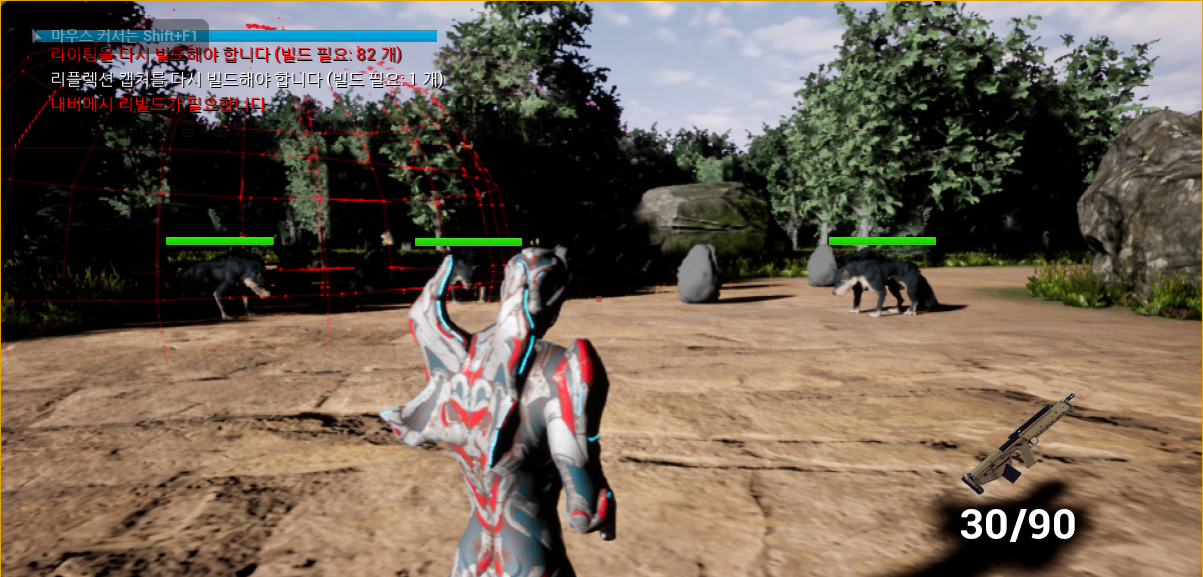 마우스 커서는 Shift+F1
라이팅을 다시 빌드해야 합니다 (빌드 필요: 82 개)
리플렉션 캡쳐를 다시 빌드해야 합니다 (빌드 필요: 1 개)
내비메시 리빌드가 필요합니다
30/90